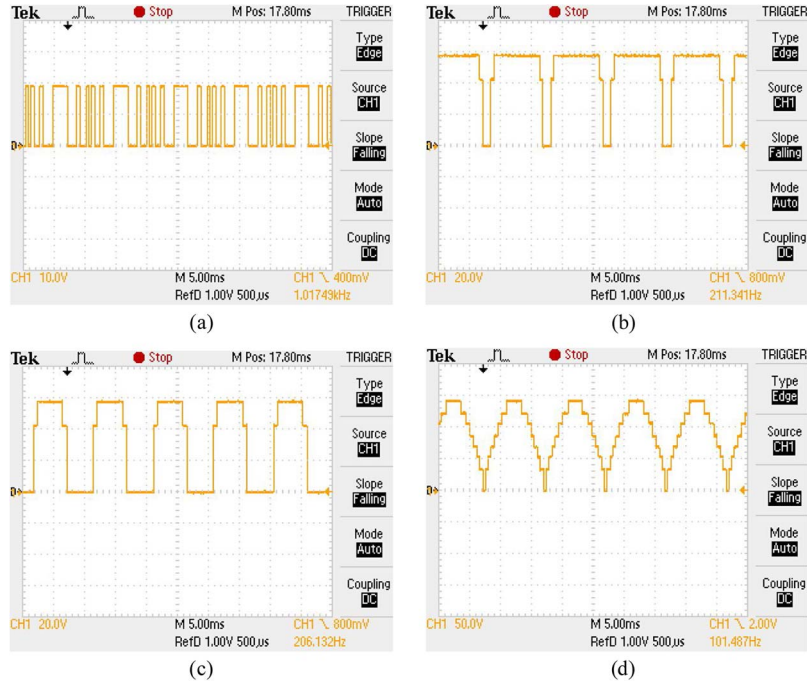 Tek Stop M Pos: 17.80ms TRIGGER
Type
Edge
Source
CH1
Slope
Falling
Mode
Auto
Coupling
DC
CH1 10.0V M 5.00ms CH1 400mV
RefD 1.00V 500µs 1.01749kHz
(a)
Tek Stop M Pos: 17.80ms TRIGGER
Type
Edge
Source
CH1
Slope
Falling
Mode
Auto
Coupling
DC
CH1 20.0V M 5.00ms CH1 800mV
RefD 1.00V 500µs 211.341Hz
(b)
Tek Stop M Pos: 17.80ms TRIGGER
Type
Edge
Source
CH1
Slope
Falling
Mode
Auto
Coupling
DC
CH1 20.0V M 5.00ms CH1 800mV
RefD 1.00V 500µs 206.132Hz
(c)
Tek Stop M Pos: 17.80ms TRIGGER
Type
Edge
Source
CH1
Slope
Falling
Mode
Auto
Coupling
DC
CH1 50.0V M 5.00ms CH1 2.00V
RefD 1.00V 500µs 101.487Hz
(d)